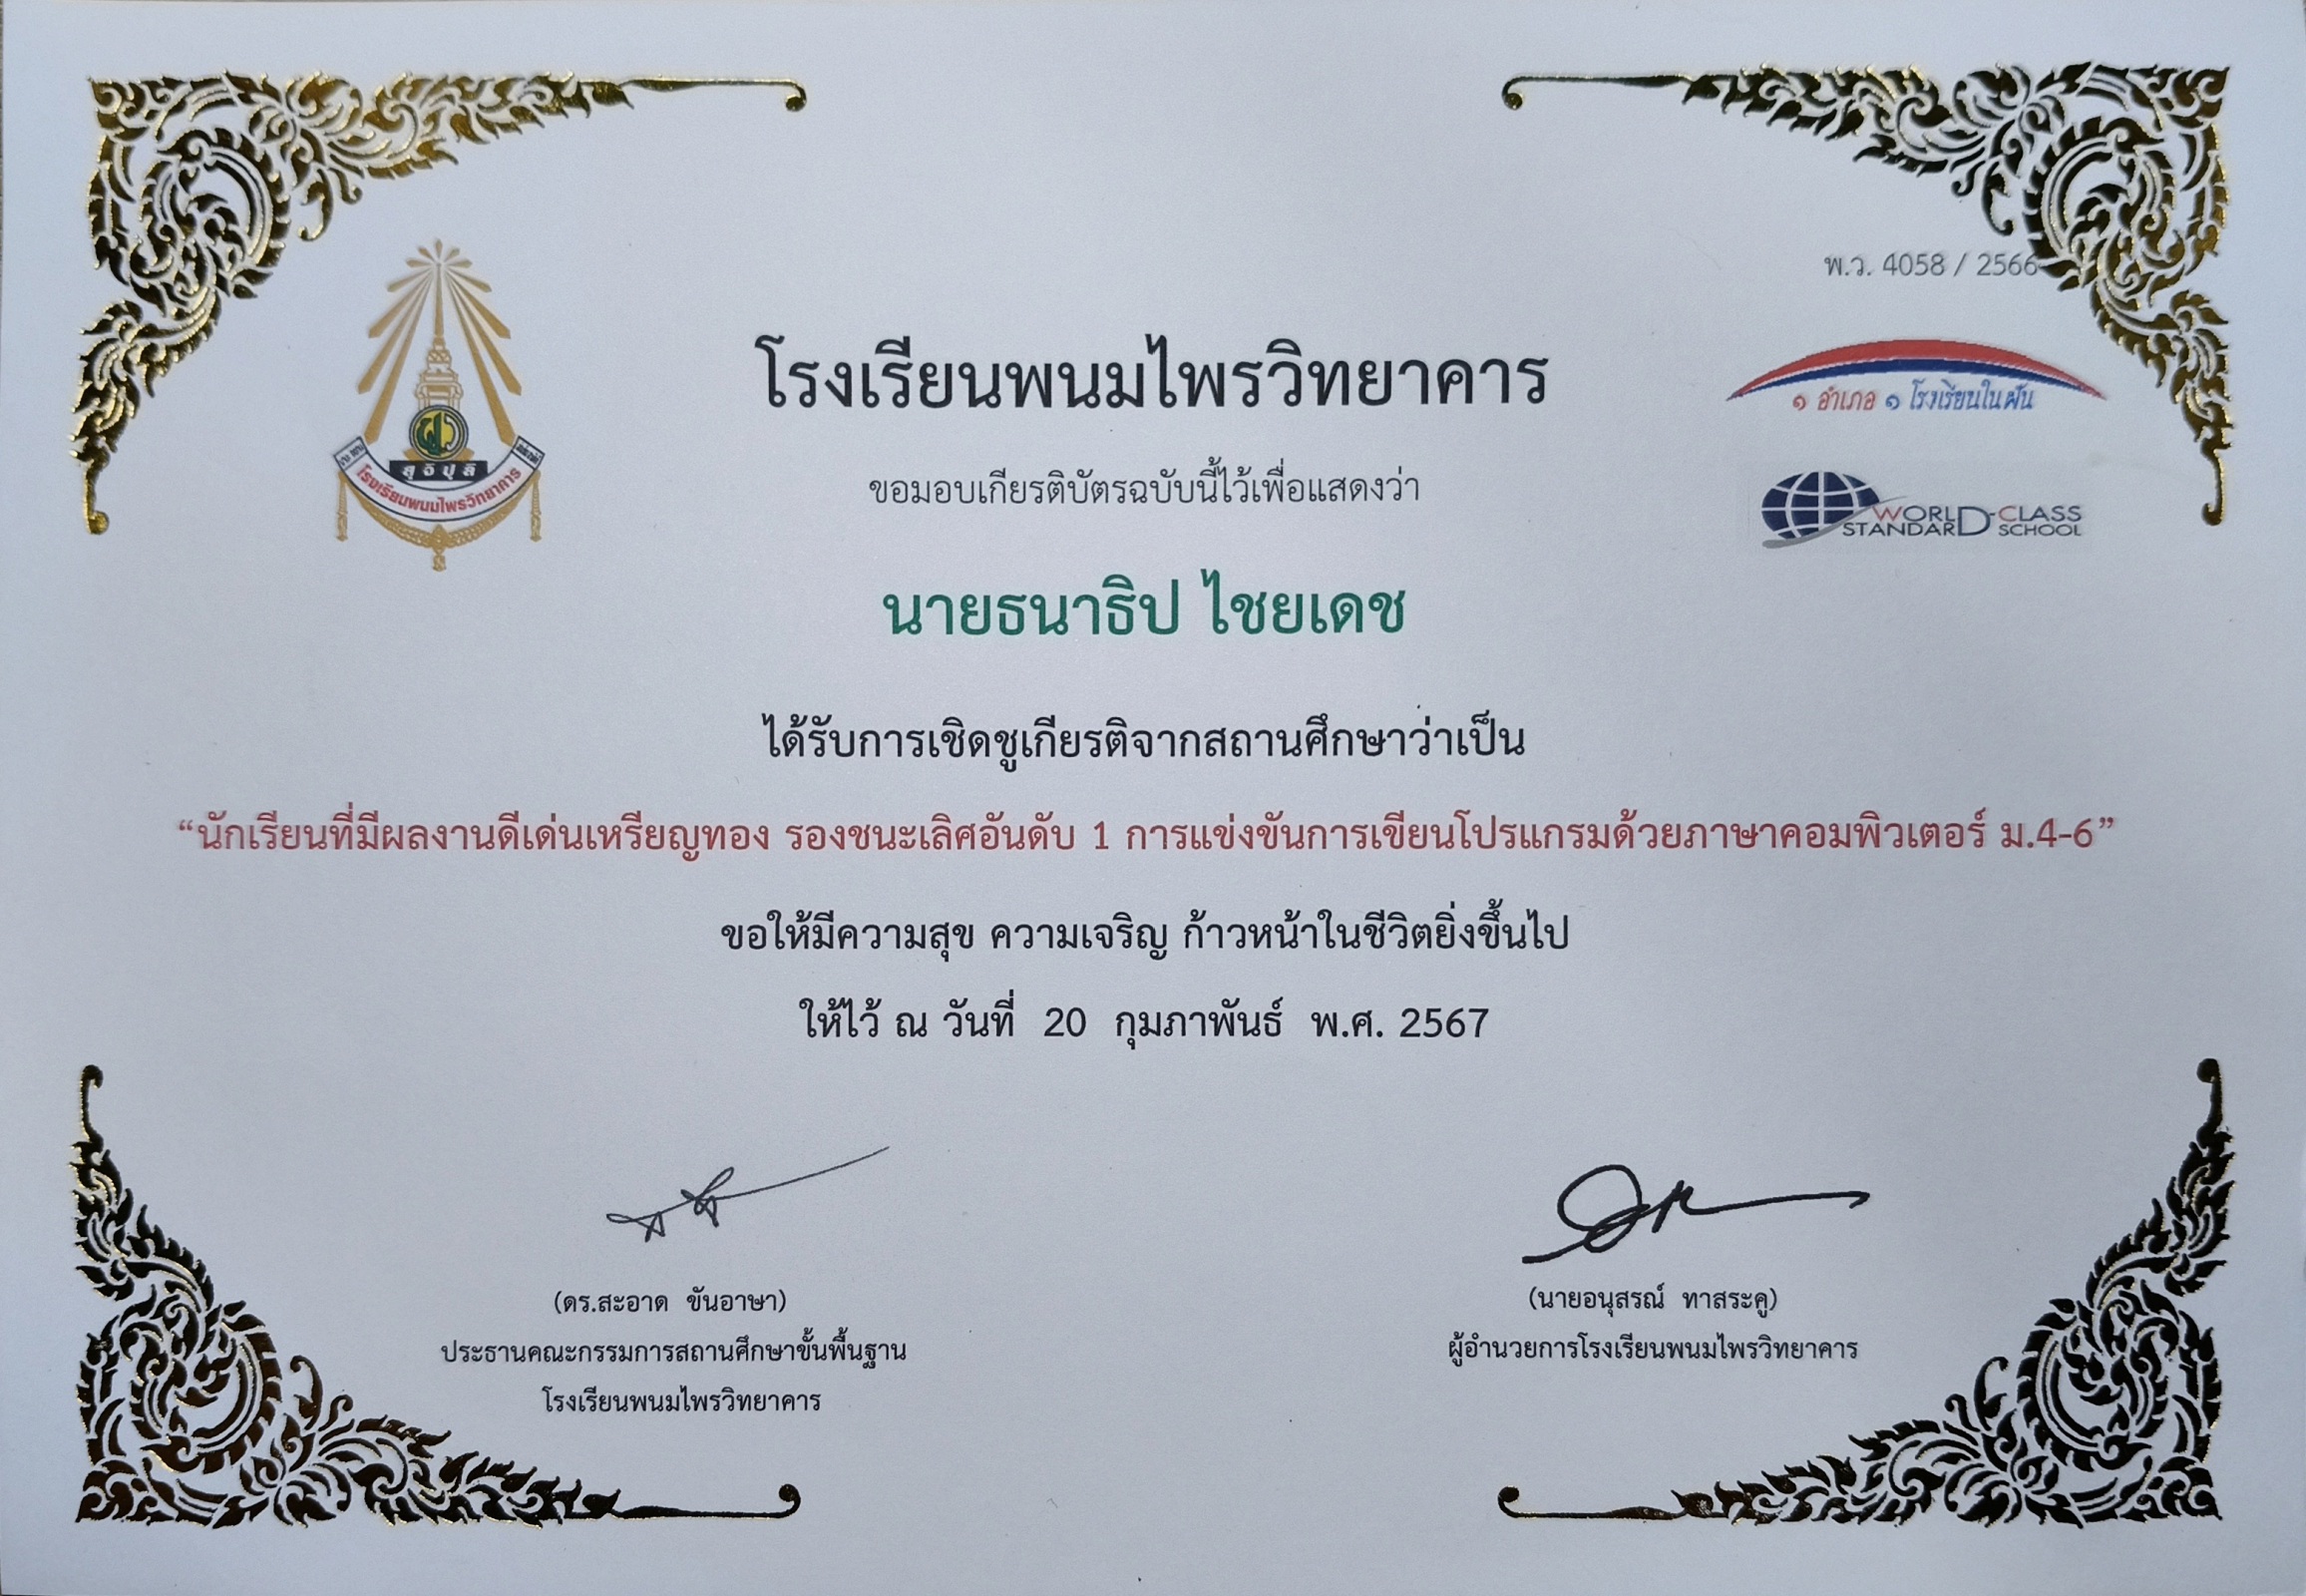 พ.ว. 4058 / 2566
โรงเรียนพนมไพรวิทยาคาร
๑ อำเภอ ๑ โรงเรียนในฝัน
สุวิปุลิ
โรงเรียนพนมไพรวิทยาคาร
ขอมอบเกียรติบัตรฉบับนี้ไว้เพื่อแสดงว่า
WORLD-CLASS
STANDARD SCHOOL
นายธนาธิป ไชยเดช
ได้รับการเชิดชูเกียรติจากสถานศึกษาว่าเป็น
“นักเรียนที่มีผลงานดีเด่นเหรียญทอง รองชนะเลิศอันดับ 1 การแข่งขันการเขียนโปรแกรมด้วยภาษาคอมพิวเตอร์ ม.4-6”
ขอให้มีความสุข ความเจริญ ก้าวหน้าในชีวิตยิ่งขึ้นไป
ให้ไว้ ณ วันที่ 20 กุมภาพันธ์ พ.ศ. 2567
(ดร.สะอาด ขันอาษา)
ประธานคณะกรรมการสถานศึกษาขั้นพื้นฐาน
โรงเรียนพนมไพรวิทยาคาร
(นายอนุสรณ์ ทาสระคู)
ผู้อำนวยการโรงเรียนพนมไพรวิทยาคาร